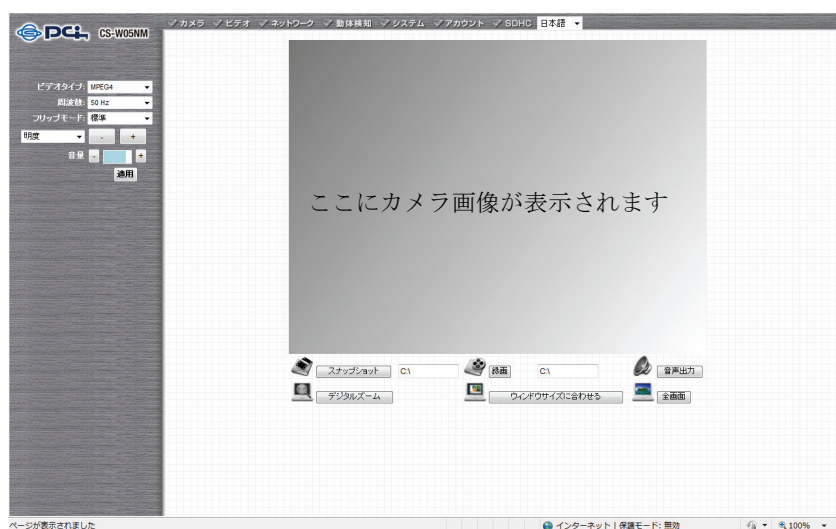 PCi CS-W05NM
カメラ ビデオ ネットワーク 動体検知 システム アカウント SDHC 日本語
ビデオタイプ: MPEG4
周波数: 50 Hz
フリップモード: 標準
明度 - +
音量 - +
適用
ここにカメラ画像が表示されます
スナップショット C:\ 録画 C:\ 音声出力
デジタルズーム ウィンドウサイズに合わせる 全画面
ページが表示されました インターネット | 保護モード: 無効 100%